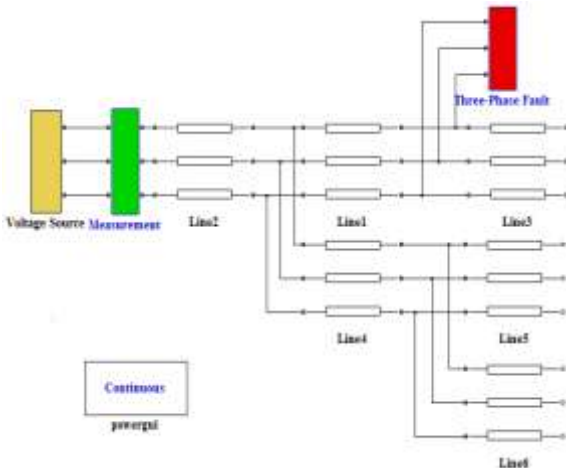 Three-Phase Fault
Voltage Source
Measurement
Line2
Line1
Line3
Line4
Line5
Continuous
powergui
Line6